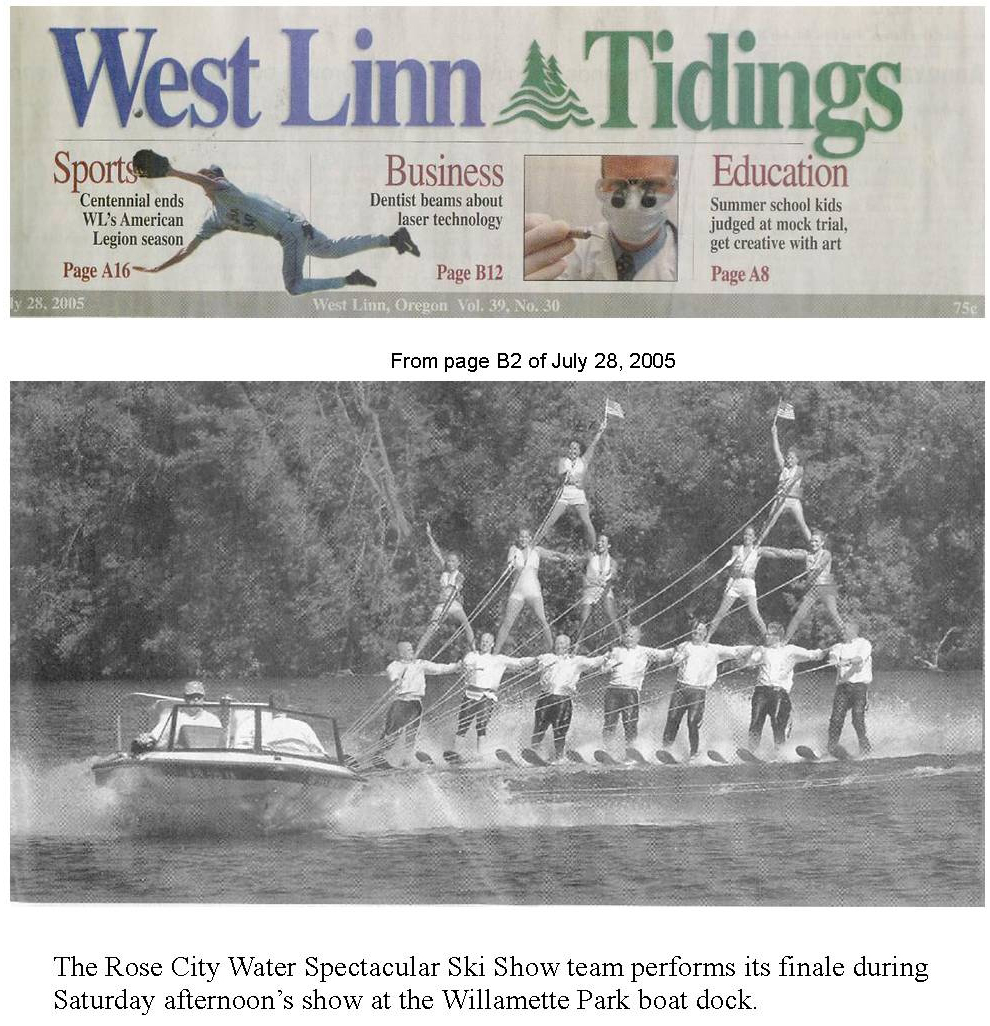 West Linn Tidings
Sports
Centennial ends
WL's American
Legion season
Page A16
Business
Dentist beams about
laser technology
Page B12
Education
Summer school kids
judged at mock trial,
get creative with art
Page A8
ly 28, 2005 West Linn, Oregon Vol. 39, No. 30 75¢
From page B2 of July 28, 2005
The Rose City Water Spectacular Ski Show team performs its finale during
Saturday afternoon's show at the Willamette Park boat dock.